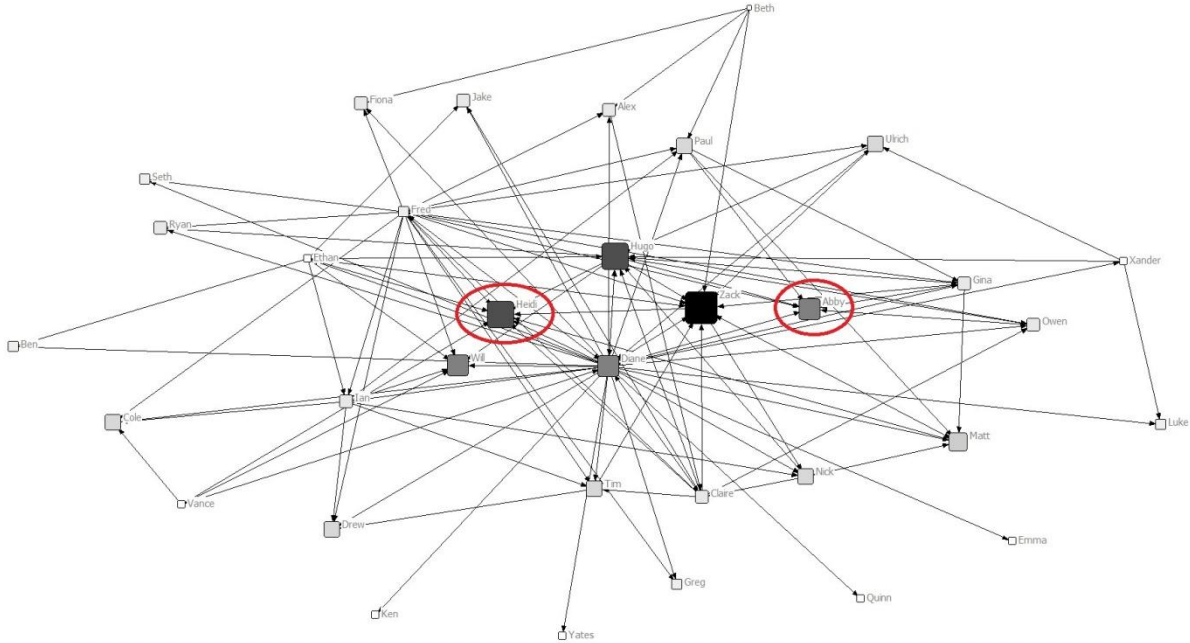 Beth
Fiona
Jake
Alex
Paul
Ulrich
Seth
Ryan
Fred
Ethan
Hugo
Xander
Gina
Heidi
Zack
Abby
Owen
Ben
Will
Diane
Ian
Cole
Luke
Matt
Nick
Tim
Claire
Vance
Drew
Emma
Greg
Quinn
Ken
Yates